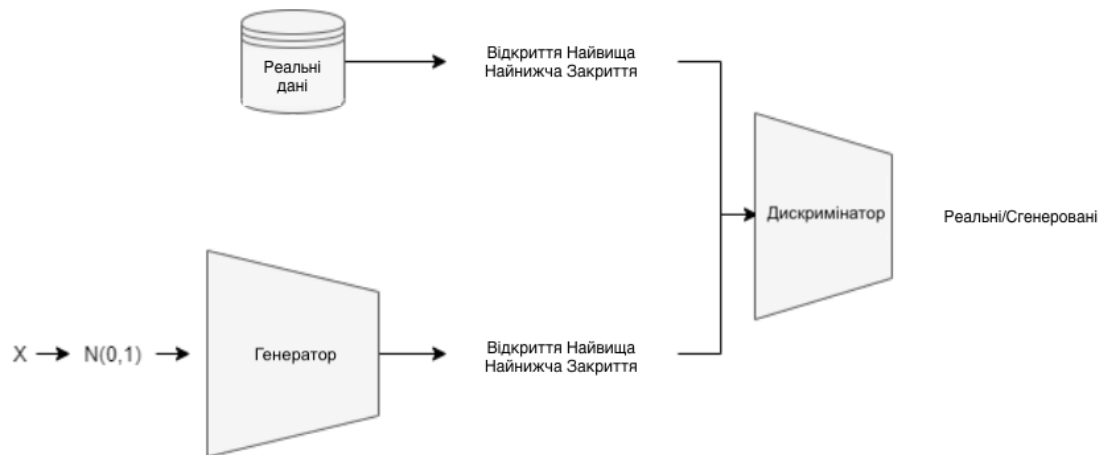 Реальні
дані
Відкриття Найвища
Найнижча Закриття
Дискримінатор
Реальні/Сгенеровані
X
N(0,1)
Генератор
Відкриття Найвища
Найнижча Закриття